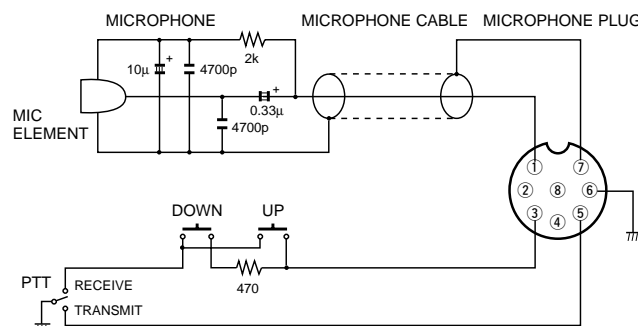 MICROPHONE MICROPHONE CABLE MICROPHONE PLUG
2k
10μ + 4700p
+
0.33μ
MIC
ELEMENT
4700p
① ⑦
② ⑧ ⑥
③ ④ ⑤
DOWN UP
470
PTT RECEIVE
TRANSMIT